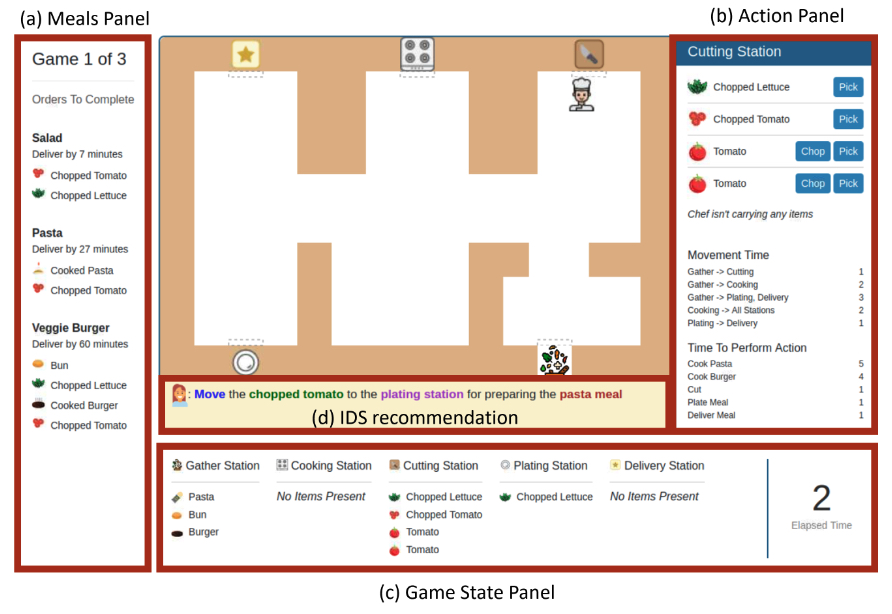 (a) Meals Panel
(b) Action Panel
Game 1 of 3
Orders To Complete
Salad
Deliver by 7 minutes
Chopped Tomato
Chopped Lettuce
Pasta
Deliver by 27 minutes
Cooked Pasta
Chopped Tomato
Veggie Burger
Deliver by 60 minutes
Bun
Chopped Lettuce
Cooked Burger
Chopped Tomato
Cutting Station
Chopped Lettuce Pick
Chopped Tomato Pick
Tomato Chop Pick
Tomato Chop Pick
Chef isn't carrying any items
Movement Time
Gather -> Cutting 1
Gather -> Cooking 2
Gather -> Plating, Delivery 3
Cooking -> All Stations 2
Plating -> Delivery 1
Time To Perform Action
Cook Pasta 5
Cook Burger 4
Cut 1
Plate Meal 1
Deliver Meal 1
: Move the chopped tomato to the plating station for preparing the pasta meal
(d) IDS recommendation
Gather Station
Pasta
Bun
Burger
Cooking Station
No Items Present
Cutting Station
Chopped Lettuce
Chopped Tomato
Tomato
Tomato
Plating Station
Chopped Lettuce
Delivery Station
No Items Present
2
Elapsed Time
(c) Game State Panel